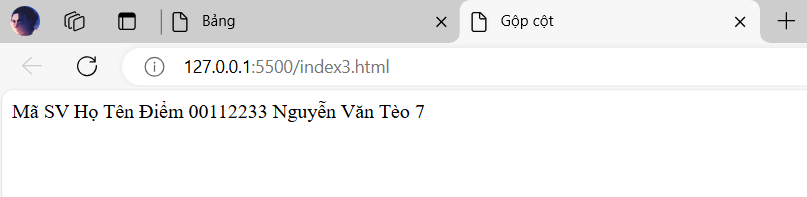 Bảng
Gộp cột
127.0.0.1:5500/index3.html
Mã SV Họ Tên Điểm 00112233 Nguyễn Văn Tèo 7